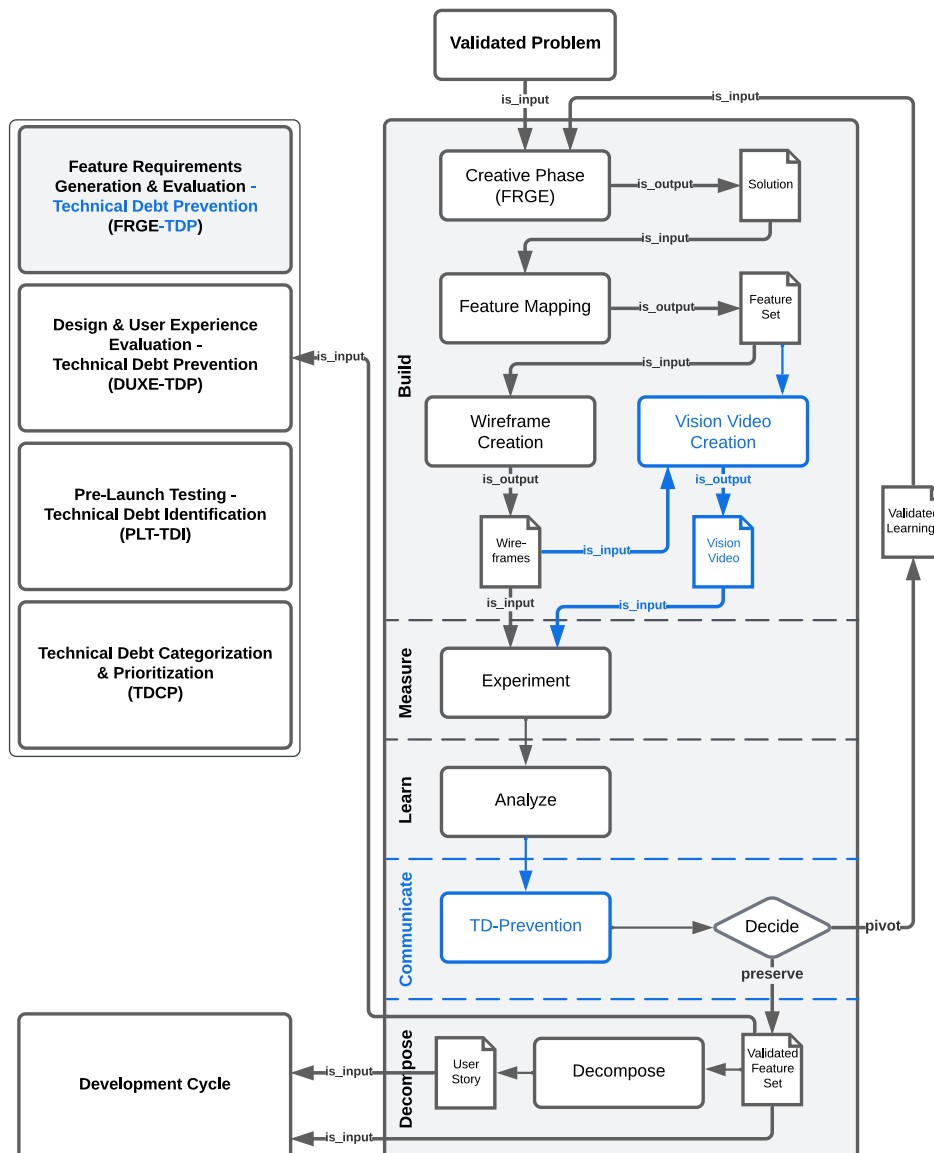 Validated Problem
is_input
is_input
Feature Requirements
Generation & Evaluation -
Technical Debt Prevention
(FRGE-TDP)
Creative Phase
(FRGE)
is_output
Solution
is_input
Feature Mapping
is_output
Feature
Set
Design & User Experience
Evaluation -
Technical Debt Prevention
(DUXE-TDP)
is_input
is_input
Build
Wireframe
Creation
Vision Video
Creation
is_output
is_output
Pre-Launch Testing -
Technical Debt Identification
(PLT-TDI)
Wire-
frames
is_input
Vision
Video
Validated
Learning
is_input
is_input
Technical Debt Categorization
& Prioritization
(TDCP)
Measure
Experiment
Learn
Analyze
Communicate
TD-Prevention
Decide
pivot
preserve
Decompose
Development Cycle
is_input
User
Story
Decompose
Validated
Feature
Set
is_input